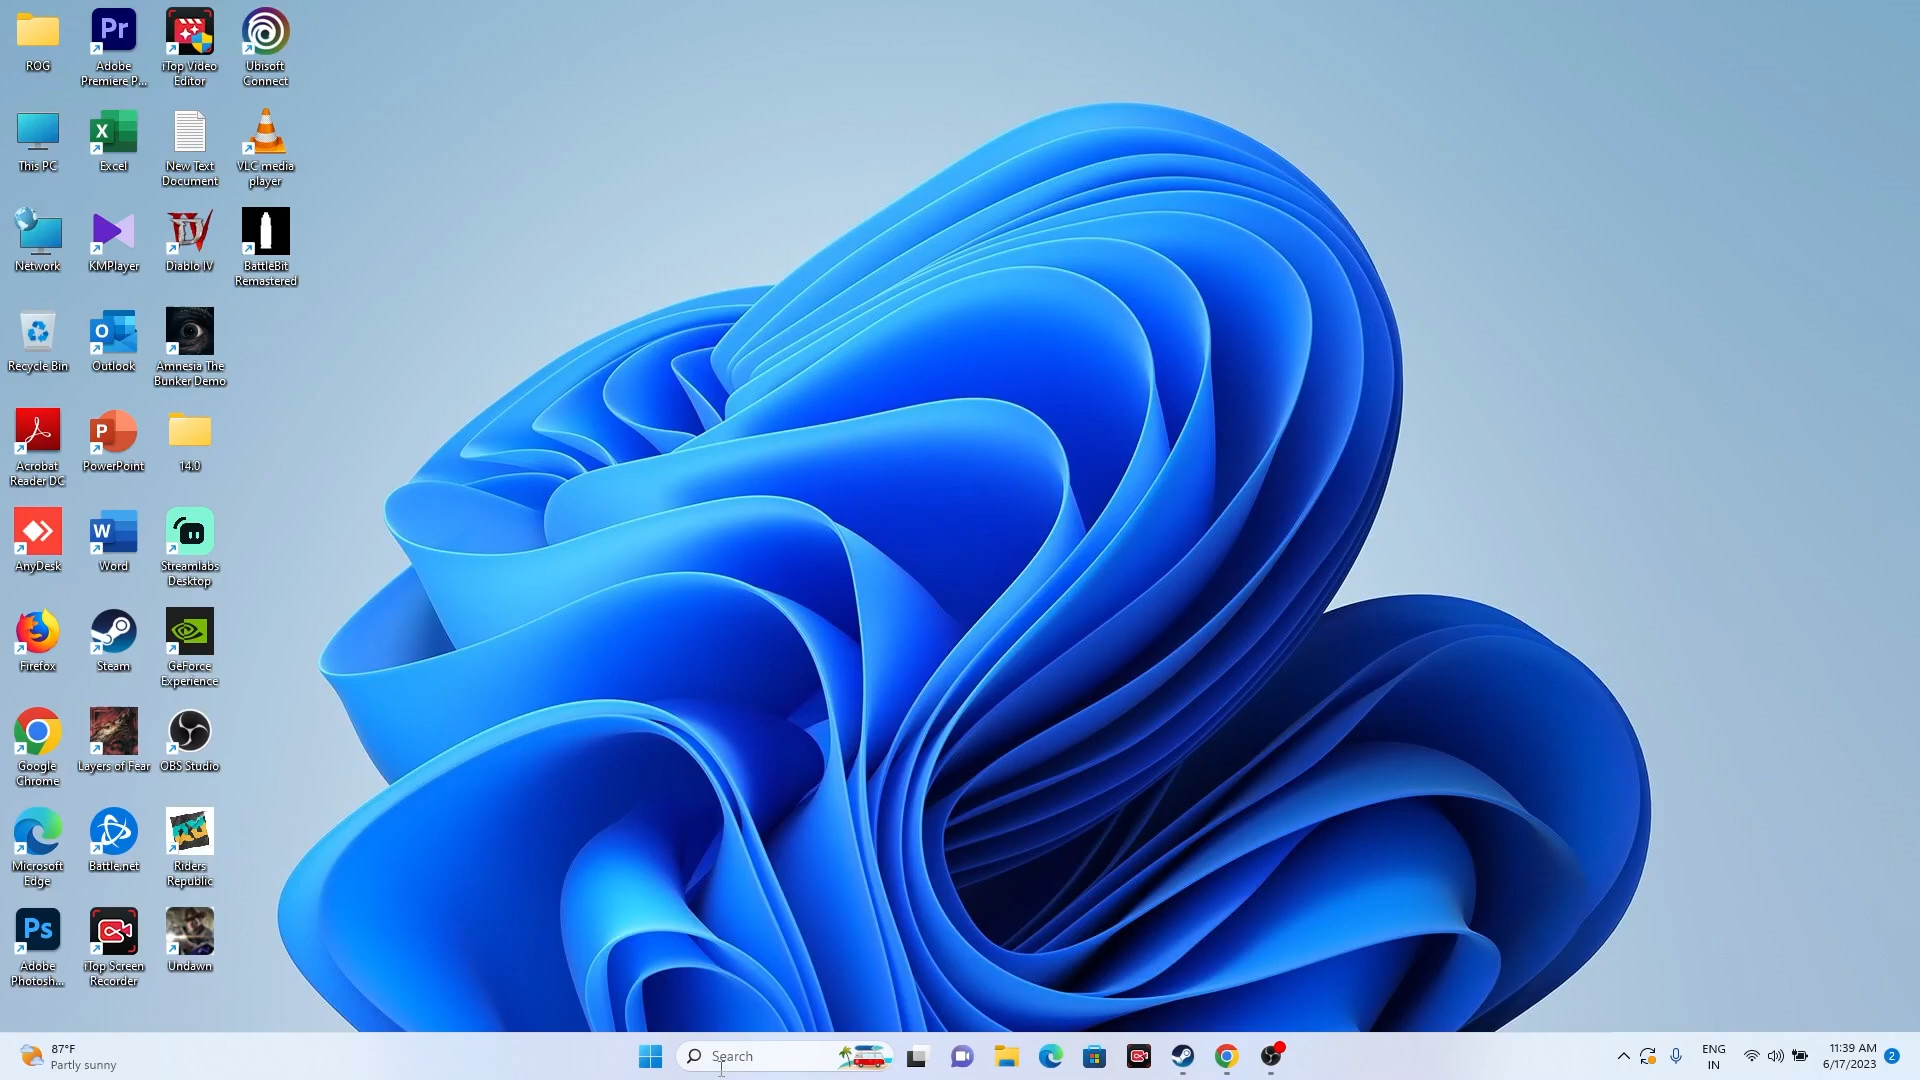 ROG
Adobe
Premiere P...
iTop Video
Editor
Ubisoft
Connect
This PC
Excel
New Text
Document
VLC media
player
Network
KMPlayer
Diablo IV
BattleBit
Remastered
Recycle Bin
Outlook
Amnesia The
Bunker Demo
Acrobat
Reader DC
PowerPoint
14.0
AnyDesk
Word
Streamlabs
Desktop
Firefox
Steam
GeForce
Experience
Google
Chrome
Layers of Fear
OBS Studio
Microsoft
Edge
Battle.net
Riders
Republic
Adobe
Photosh...
iTop Screen
Recorder
Undawn
87°F
Partly sunny
Search
ENG
IN
11:39 AM
6/17/2023
2
Pr
X
O
P
W
Ps